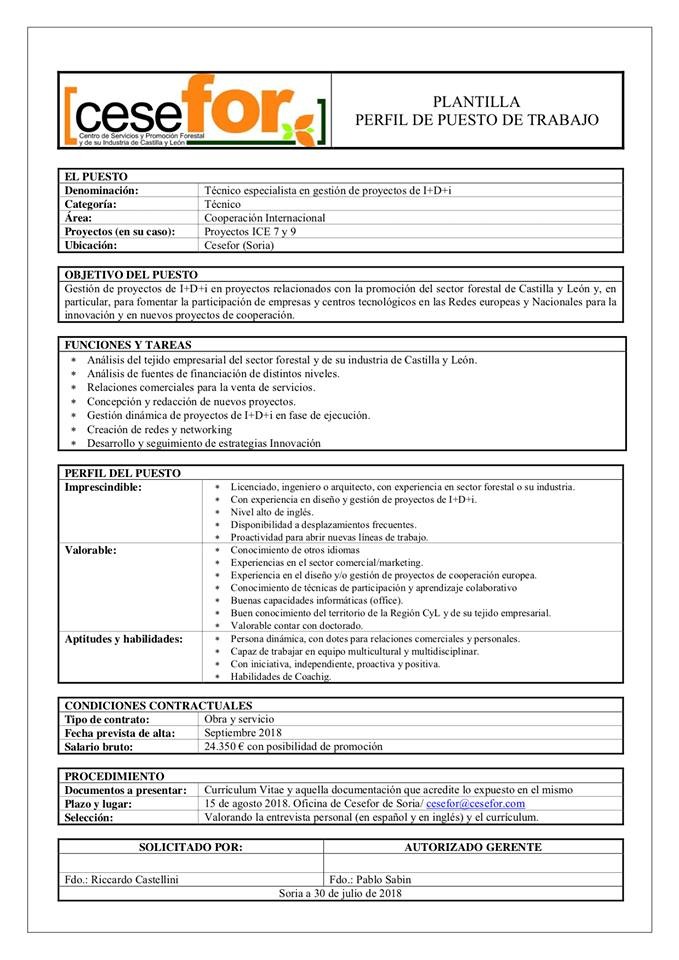 [cesefor]
Centro de Servicios y Promoción Forestal
y de su Industria de Castilla y León
PLANTILLA
PERFIL DE PUESTO DE TRABAJO
EL PUESTO
Denominación: Técnico especialista en gestión de proyectos de I+D+i
Categoría: Técnico
Área: Cooperación Internacional
Proyectos (en su caso): Proyectos ICE 7 y 9
Ubicación: Cesefor (Soria)
OBJETIVO DEL PUESTO
Gestión de proyectos de I+D+i en proyectos relacionados con la promoción del sector forestal de Castilla y León y, en
particular, para fomentar la participación de empresas y centros tecnológicos en las Redes europeas y Nacionales para la
innovación y en nuevos proyectos de cooperación.
FUNCIONES Y TAREAS
* Análisis del tejido empresarial del sector forestal y de su industria de Castilla y León.
* Análisis de fuentes de financiación de distintos niveles.
* Relaciones comerciales para la venta de servicios.
* Concepción y redacción de nuevos proyectos.
* Gestión dinámica de proyectos de I+D+i en fase de ejecución.
* Creación de redes y networking
* Desarrollo y seguimiento de estrategias Innovación
PERFIL DEL PUESTO
Imprescindible:
* Licenciado, ingeniero o arquitecto, con experiencia en sector forestal o su industria.
* Con experiencia en diseño y gestión de proyectos de I+D+i.
* Nivel alto de inglés.
* Disponibilidad a desplazamientos frecuentes.
* Proactividad para abrir nuevas líneas de trabajo.
Valorable:
* Conocimiento de otros idiomas
* Experiencias en el sector comercial/marketing.
* Experiencia en el diseño y/o gestión de proyectos de cooperación europea.
* Conocimiento de técnicas de participación y aprendizaje colaborativo
* Buenas capacidades informáticas (office).
* Buen conocimiento del territorio de la Región CyL y de su tejido empresarial.
* Valorable contar con doctorado.
Aptitudes y habilidades:
* Persona dinámica, con dotes para relaciones comerciales y personales.
* Capaz de trabajar en equipo multicultural y multidisciplinar.
* Con iniciativa, independiente, proactiva y positiva.
* Habilidades de Coachig.
CONDICIONES CONTRACTUALES
Tipo de contrato: Obra y servicio
Fecha prevista de alta: Septiembre 2018
Salario bruto: 24.350 € con posibilidad de promoción
PROCEDIMIENTO
Documentos a presentar: Curriculum Vitae y aquella documentación que acredite lo expuesto en el mismo
Plazo y lugar: 15 de agosto 2018. Oficina de Cesefor de Soria/ cesefor@cesefor.com
Selección: Valorando la entrevista personal (en español y en inglés) y el currículum.
SOLICITADO POR: AUTORIZADO GERENTE
Fdo.: Riccardo Castellini Fdo.: Pablo Sabin
Soria a 30 de julio de 2018